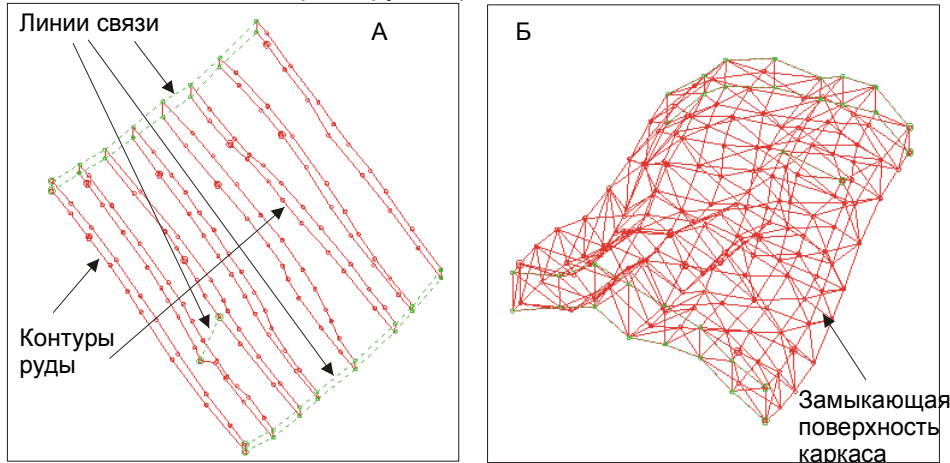 Линии связи
А
Контуры
руды
Б
Замыкающая
поверхность
каркаса